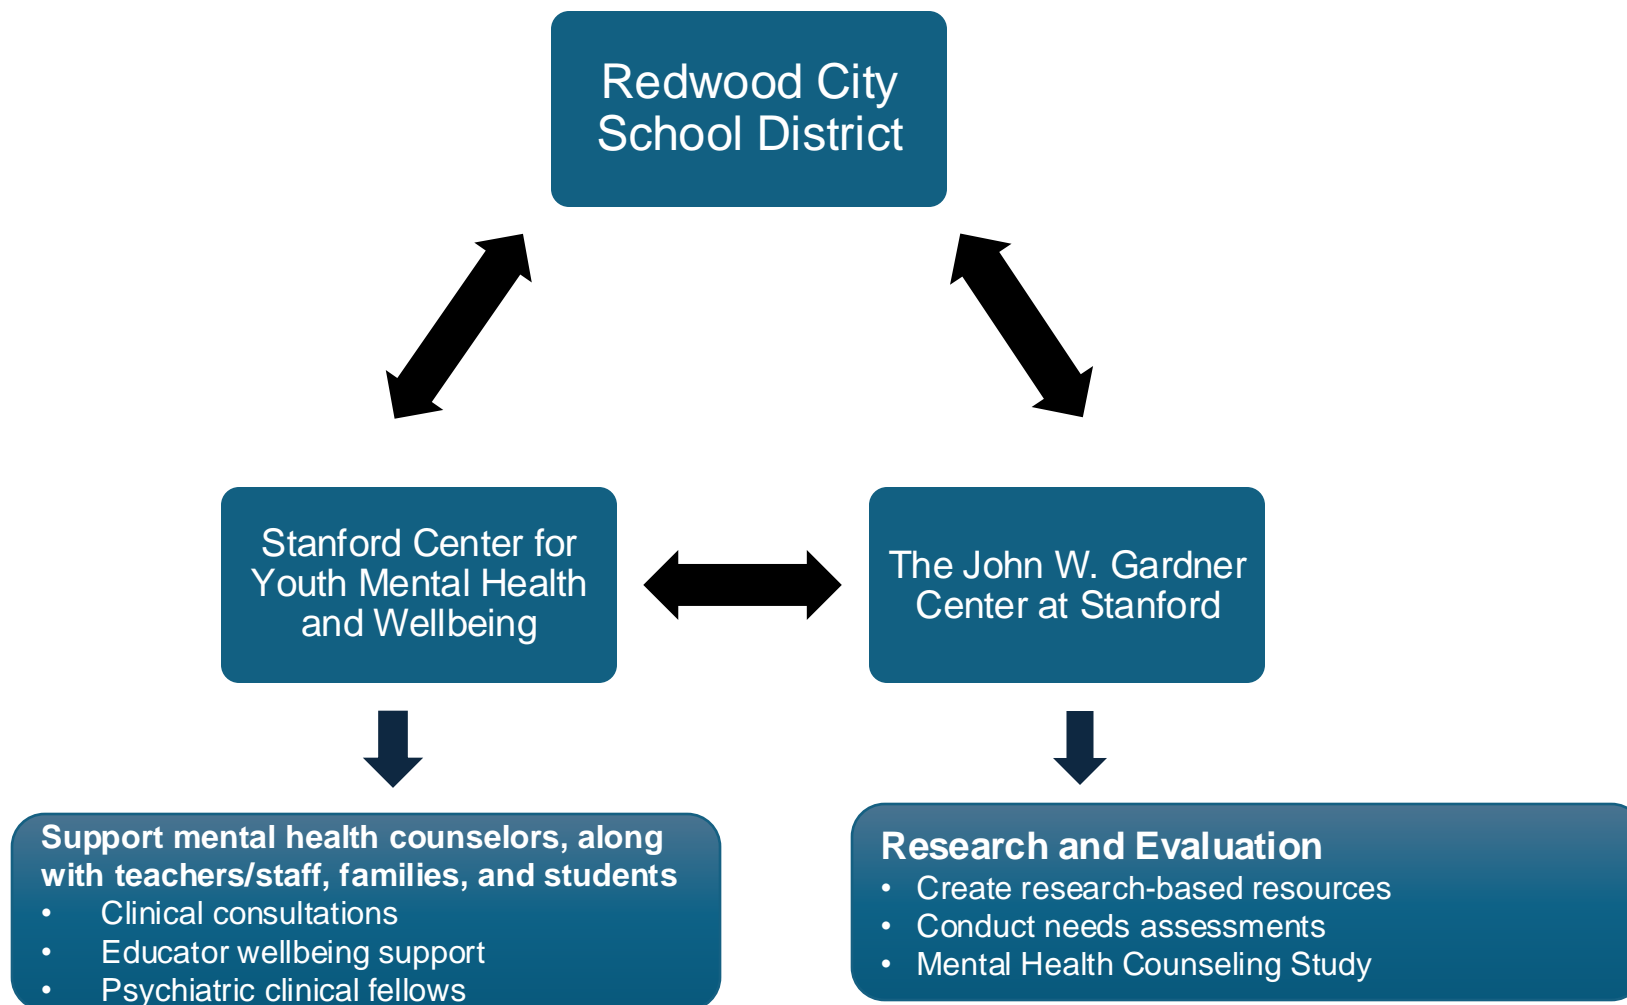 Redwood City
School District
Stanford Center for
Youth Mental Health
and Wellbeing
The John W. Gardner
Center at Stanford
Support mental health counselors, along
with teachers/staff, families, and students
• Clinical consultations
• Educator wellbeing support
• Psychiatric clinical fellows
Research and Evaluation
• Create research-based resources
• Conduct needs assessments
• Mental Health Counseling Study